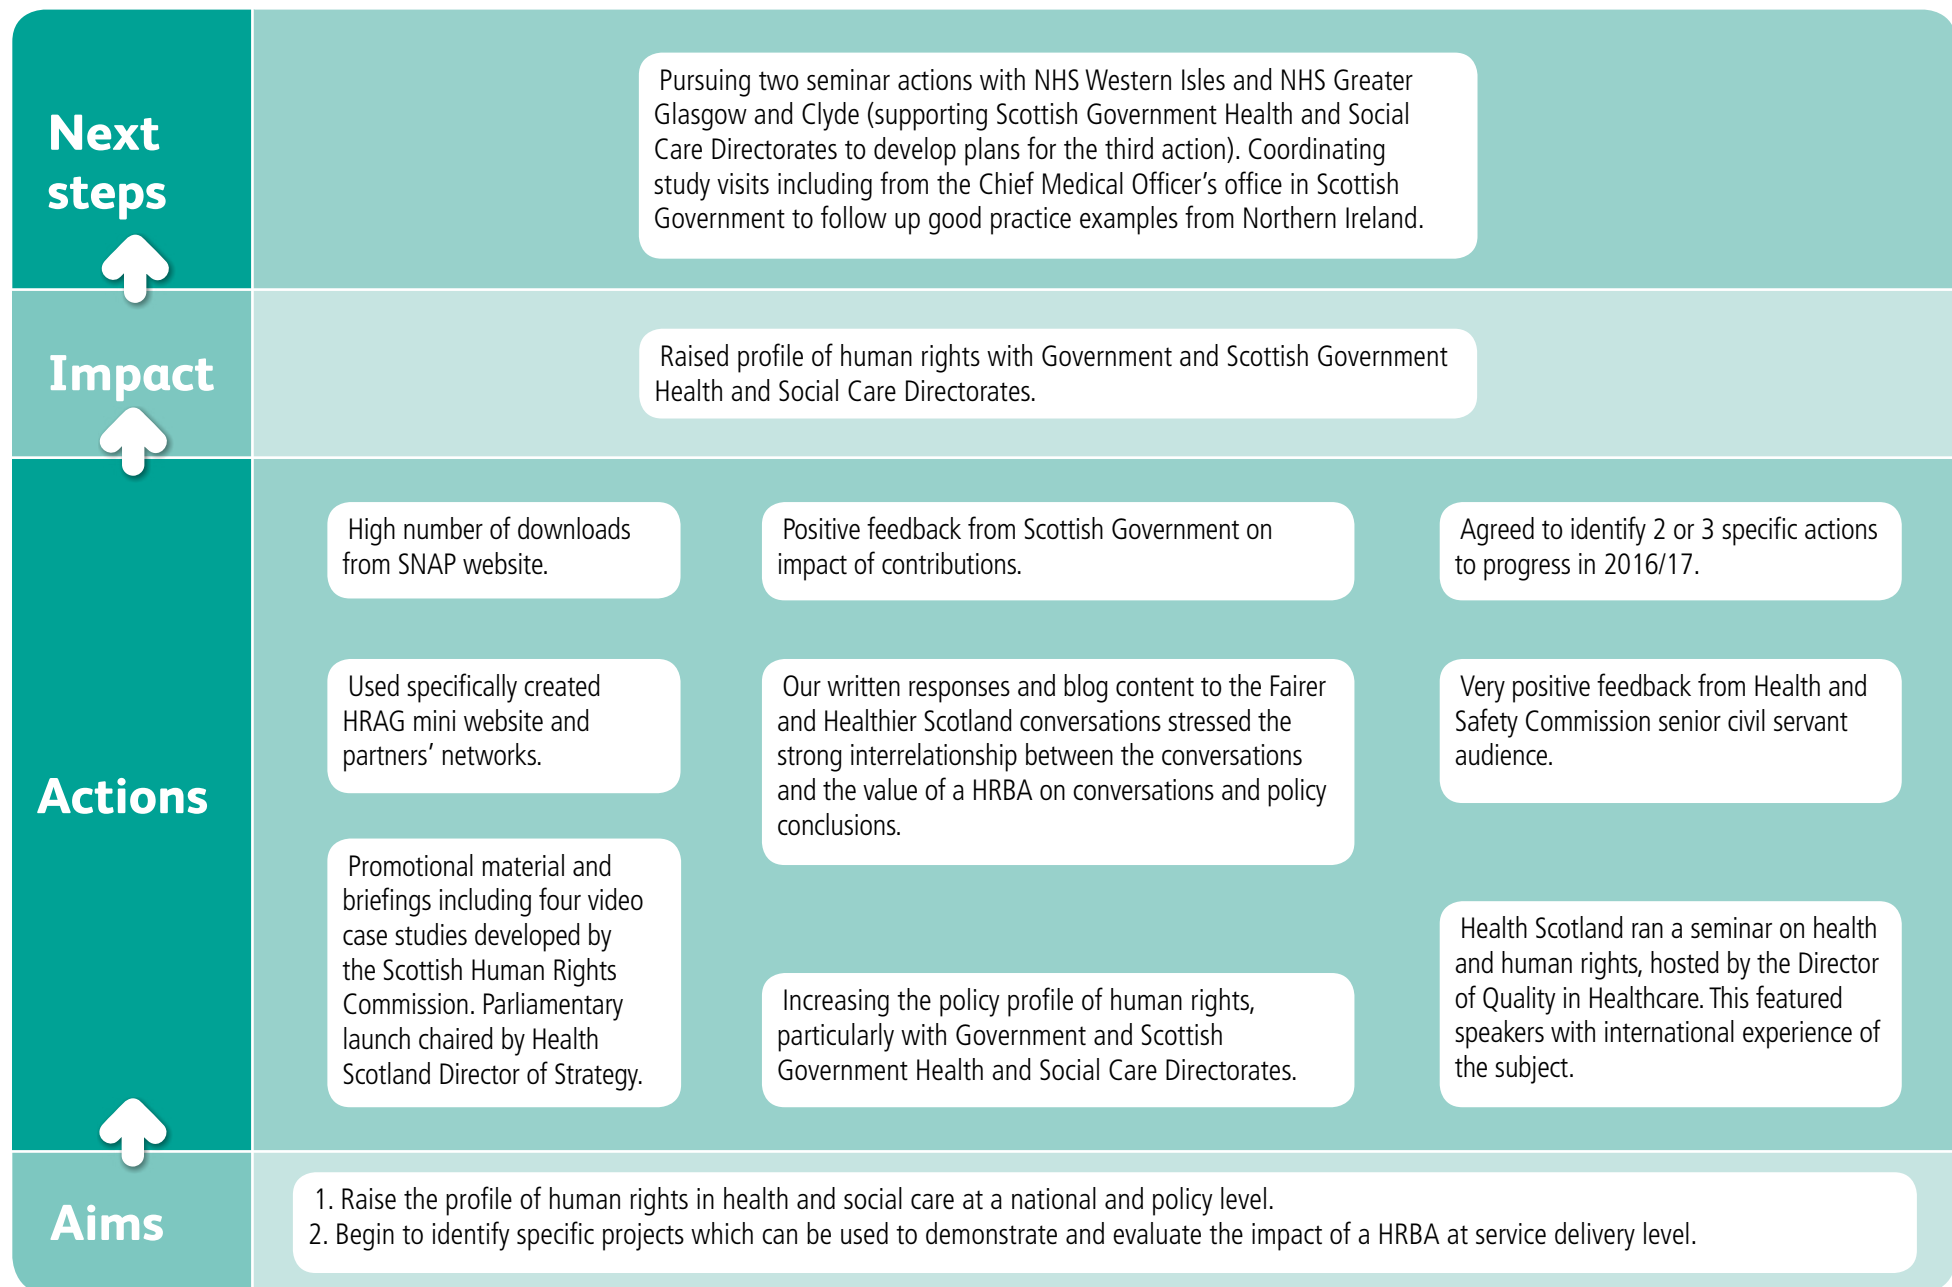 Next
steps
Pursuing two seminar actions with NHS Western Isles and NHS Greater
Glasgow and Clyde (supporting Scottish Government Health and Social
Care Directorates to develop plans for the third action). Coordinating
study visits including from the Chief Medical Officer's office in Scottish
Government to follow up good practice examples from Northern Ireland.
Impact
Raised profile of human rights with Government and Scottish Government
Health and Social Care Directorates.
Actions
High number of downloads
from SNAP website.
Used specifically created
HRAG mini website and
partners' networks.
Promotional material and
briefings including four video
case studies developed by
the Scottish Human Rights
Commission. Parliamentary
launch chaired by Health
Scotland Director of Strategy.
Positive feedback from Scottish Government on
impact of contributions.
Our written responses and blog content to the Fairer
and Healthier Scotland conversations stressed the
strong interrelationship between the conversations
and the value of a HRBA on conversations and policy
conclusions.
Increasing the policy profile of human rights,
particularly with Government and Scottish
Government Health and Social Care Directorates.
Agreed to identify 2 or 3 specific actions
to progress in 2016/17.
Very positive feedback from Health and
Safety Commission senior civil servant
audience.
Health Scotland ran a seminar on health
and human rights, hosted by the Director
of Quality in Healthcare. This featured
speakers with international experience of
the subject.
Aims
1. Raise the profile of human rights in health and social care at a national and policy level.
2. Begin to identify specific projects which can be used to demonstrate and evaluate the impact of a HRBA at service delivery level.